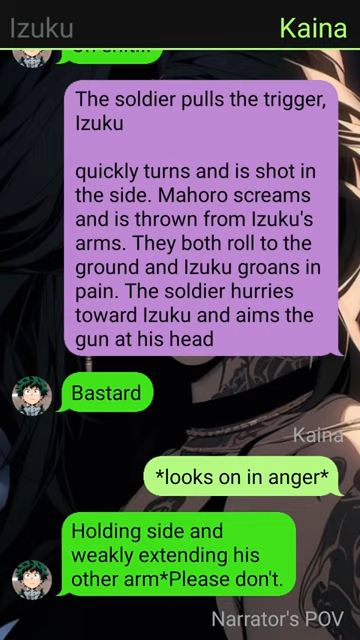 Izuku
Kaina
The soldier pulls the trigger,
Izuku
quickly turns and is shot in
the side. Mahoro screams
and is thrown from Izuku's
arms. They both roll to the
ground and Izuku groans in
pain. The soldier hurries
toward Izuku and aims the
gun at his head
Bastard
Kaina
*looks on in anger*
Holding side and
weakly extending his
other arm*Please don't.
Narrator's POV